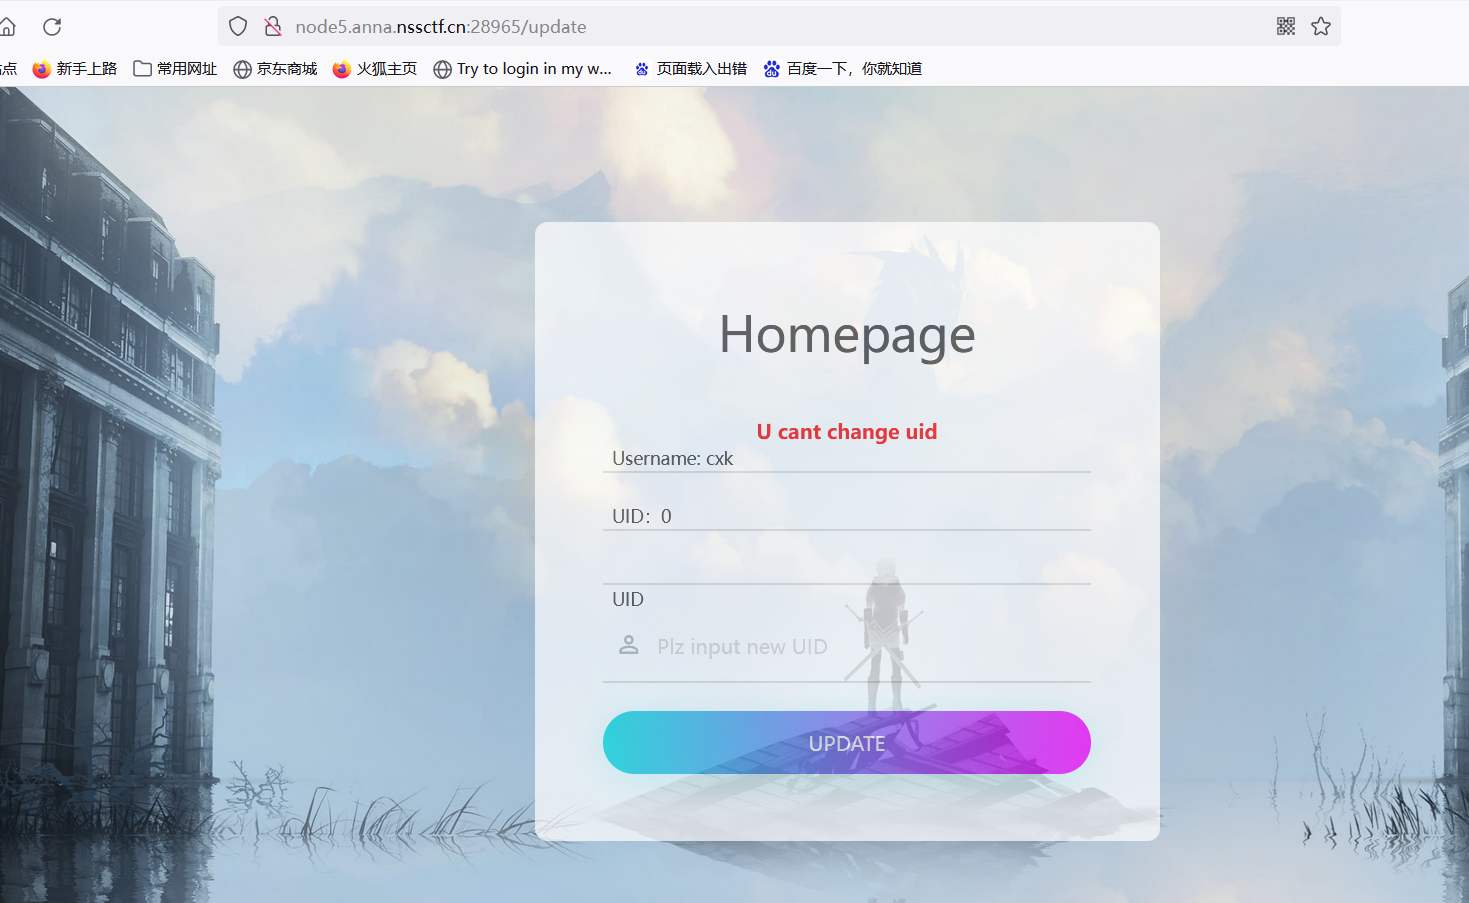 node5.anna.nssctf.cn:28965/update
点 新手上路 常用网址 京东商城 火狐主页 Try to login in my w... 页面载入出错 百度一下，你就知道
Homepage
U cant change uid
Username: cxk
UID：0
UID
Plz input new UID
UPDATE